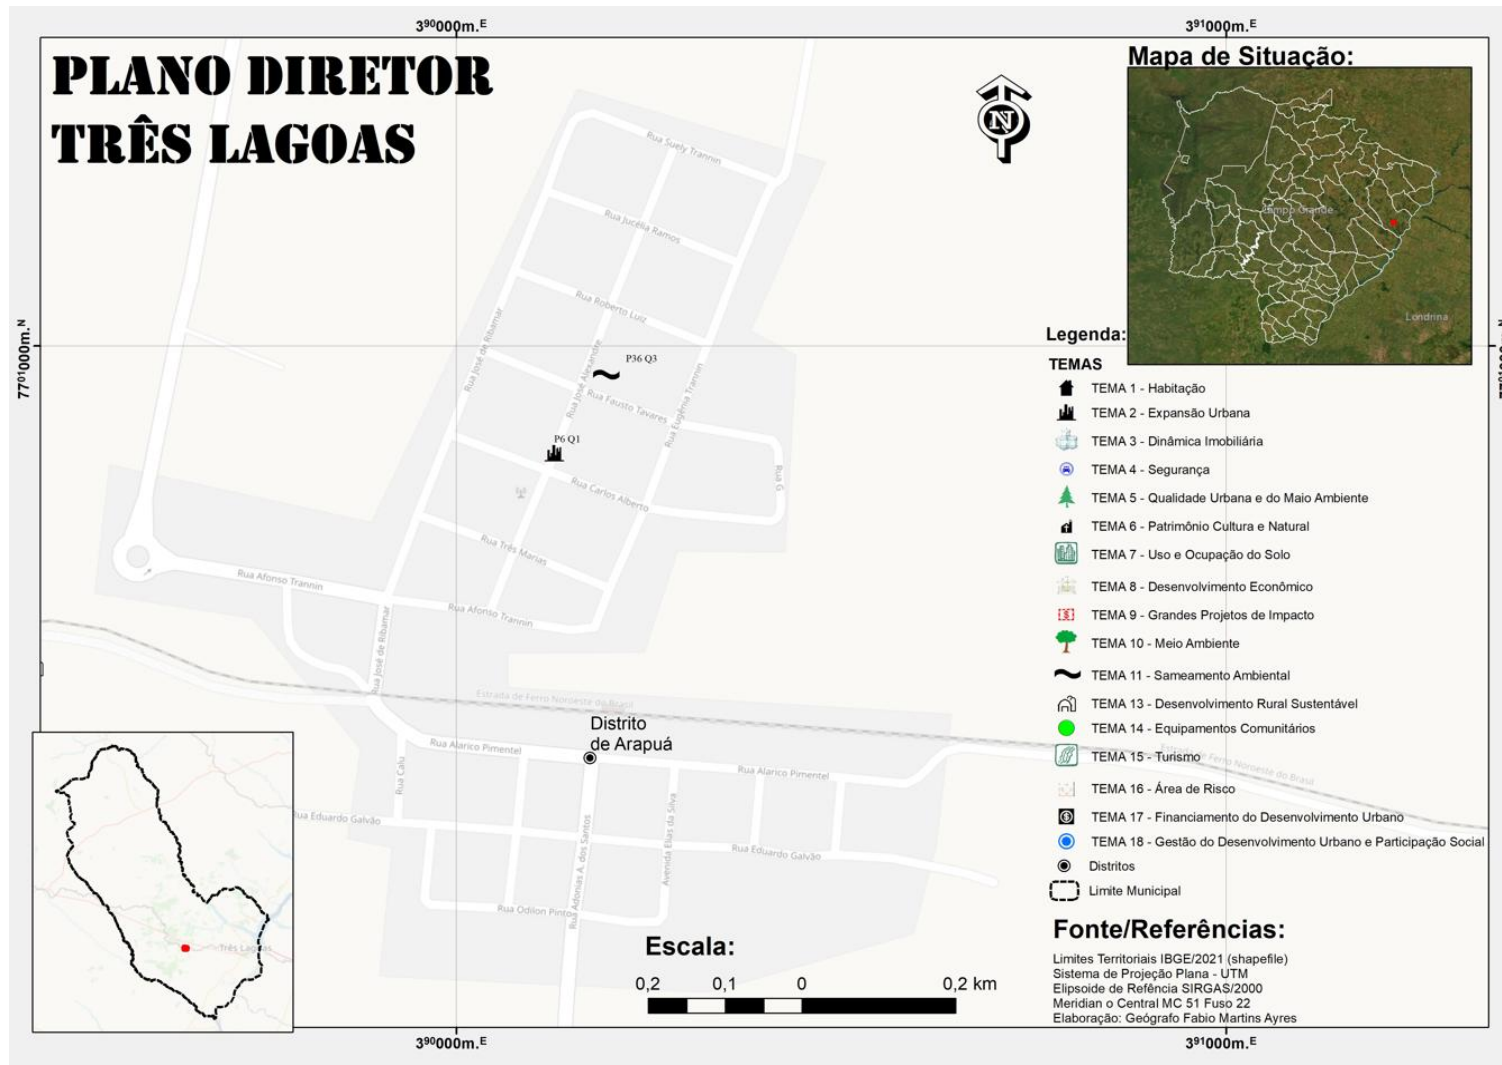 390000m.E
391000m.E
PLANO DIRETOR
TRÊS LAGOAS
N
Mapa de Situação:
Campo Grande
Londrina
7701000m.N
Rua Suely Trannin
Rua Jucélia Ramos
Rua Roberto Luiz
Rua José de Ribamar
Rua José Alexandre
P36 Q3
Rua Fausto Tavares
Rua Eugênia Trannin
P6 Q1
Rua Carlos Alberto
Rua G
Rua Três Marias
Rua Afonso Trannin
Rua Afonso Trannin
Rua José de Ribamar
Estrada de Ferro Noroeste do Brasil
Distrito
de Arapuá
Rua Alarico Pimentel
Rua Alarico Pimentel
Estrada de Ferro Noroeste do Brasil
Rua Calu
Rua Eduardo Galvão
Rua Adonias A. dos Santos
Avenida Elias da Silva
Rua Eduardo Galvão
Rua Odilon Pinto
Três Lagoas
Legenda:
TEMAS
TEMA 1 - Habitação
TEMA 2 - Expansão Urbana
TEMA 3 - Dinâmica Imobiliária
TEMA 4 - Segurança
TEMA 5 - Qualidade Urbana e do Maio Ambiente
TEMA 6 - Patrimônio Cultura e Natural
TEMA 7 - Uso e Ocupação do Solo
TEMA 8 - Desenvolvimento Econômico
TEMA 9 - Grandes Projetos de Impacto
TEMA 10 - Meio Ambiente
TEMA 11 - Sameamento Ambiental
TEMA 13 - Desenvolvimento Rural Sustentável
TEMA 14 - Equipamentos Comunitários
TEMA 15 - Turismo
TEMA 16 - Área de Risco
TEMA 17 - Financiamento do Desenvolvimento Urbano
TEMA 18 - Gestão do Desenvolvimento Urbano e Participação Social
Distritos
Limite Municipal
Escala:
0,2 0,1 0 0,2 km
Fonte/Referências:
Limites Territoriais IBGE/2021 (shapefile)
Sistema de Projeção Plana - UTM
Elipsoide de Refência SIRGAS/2000
Meridian o Central MC 51 Fuso 22
Elaboração: Geógrafo Fabio Martins Ayres
390000m.E
391000m.E